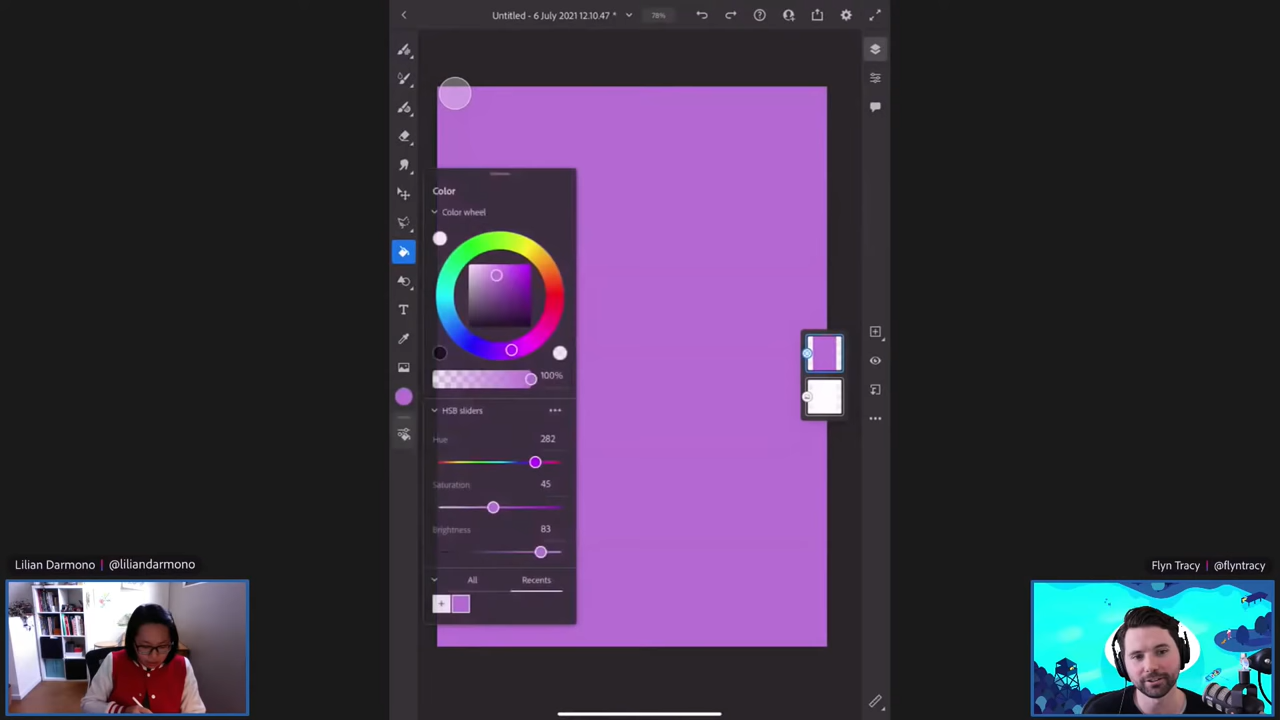 Untitled - 6 July 2021 12.10.47 *
78%
Color
Color wheel
100%
HSB sliders
Hue 282
Saturation 45
Brightness 83
All Recents
T
Lilian Darmono | @liliandarmono
Flyn Tracy | @flyntracy